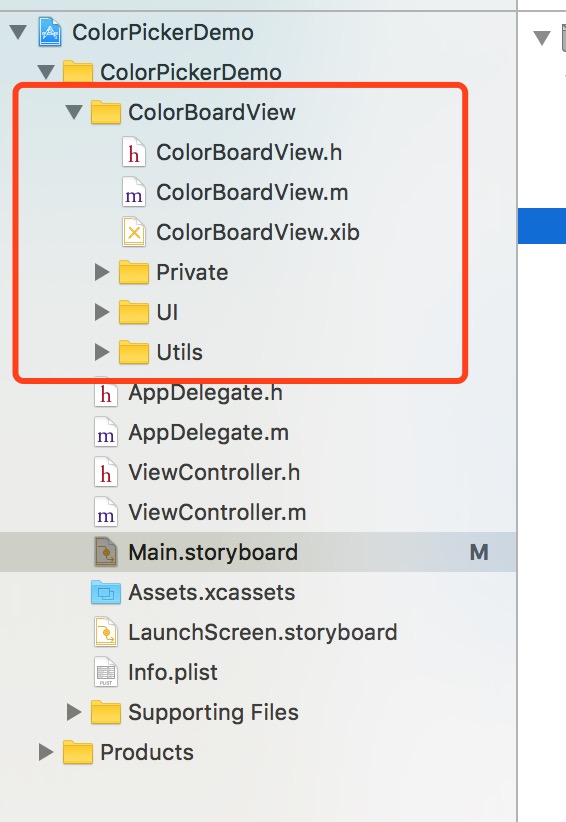 ColorPickerDemo
ColorPickerDemo
ColorBoardView
h ColorBoardView.h
m ColorBoardView.m
ColorBoardView.xib
Private
UI
Utils
h AppDelegate.h
m AppDelegate.m
h ViewController.h
m ViewController.m
Main.storyboard M
Assets.xcassets
LaunchScreen.storyboard
PLIST Info.plist
Supporting Files
Products